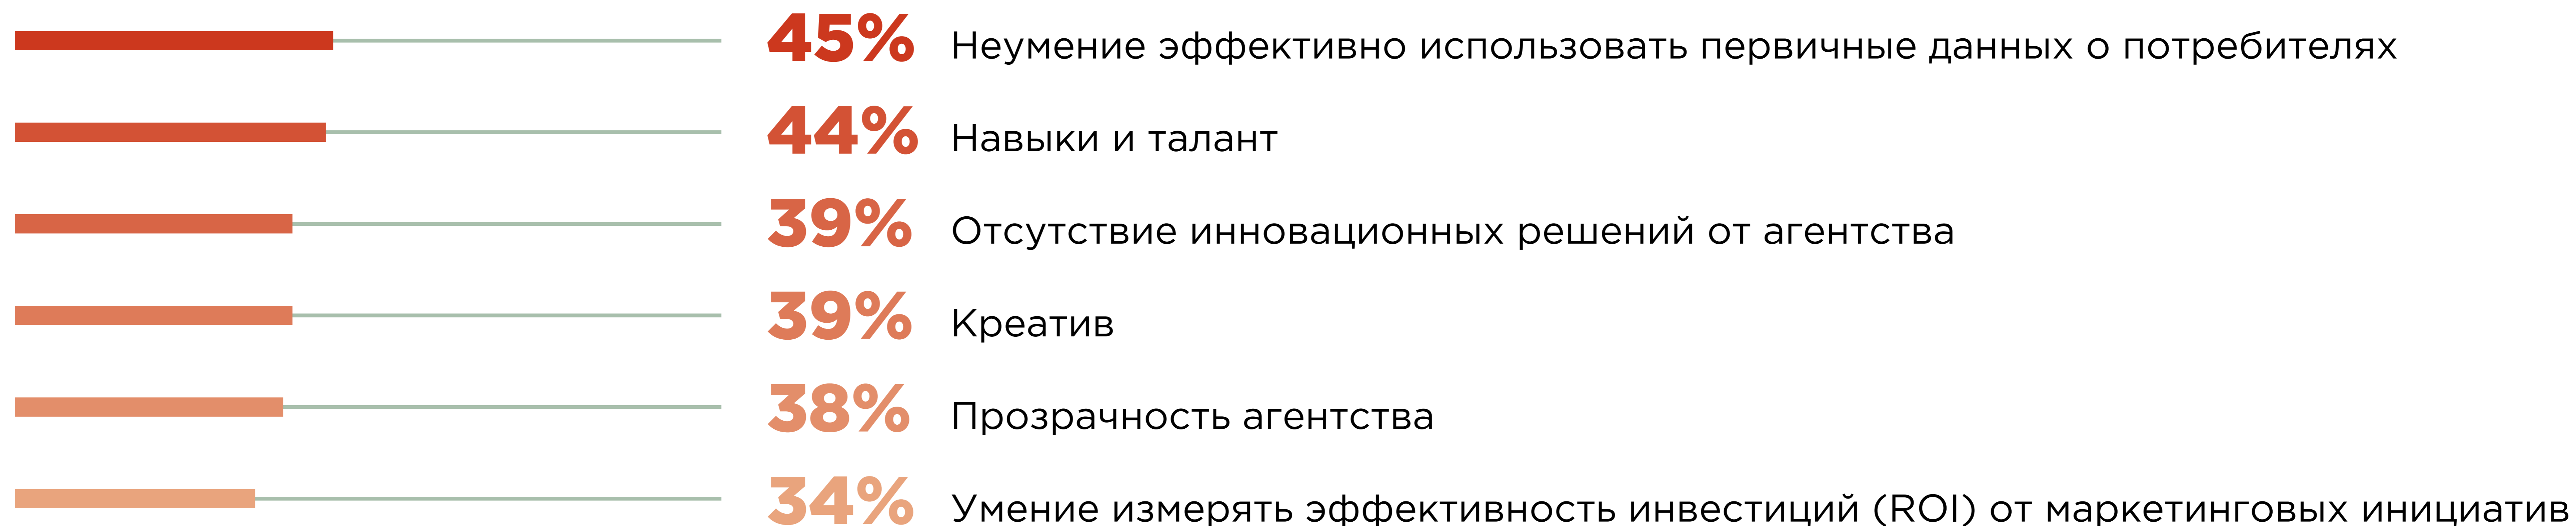 45% Неумение эффективно использовать первичные данных о потребителях
44% Навыки и талант
39% Отсутствие инновационных решений от агентства
39% Креатив
38% Прозрачность агентства
34% Умение измерять эффективность инвестиций (ROI) от маркетинговых инициатив